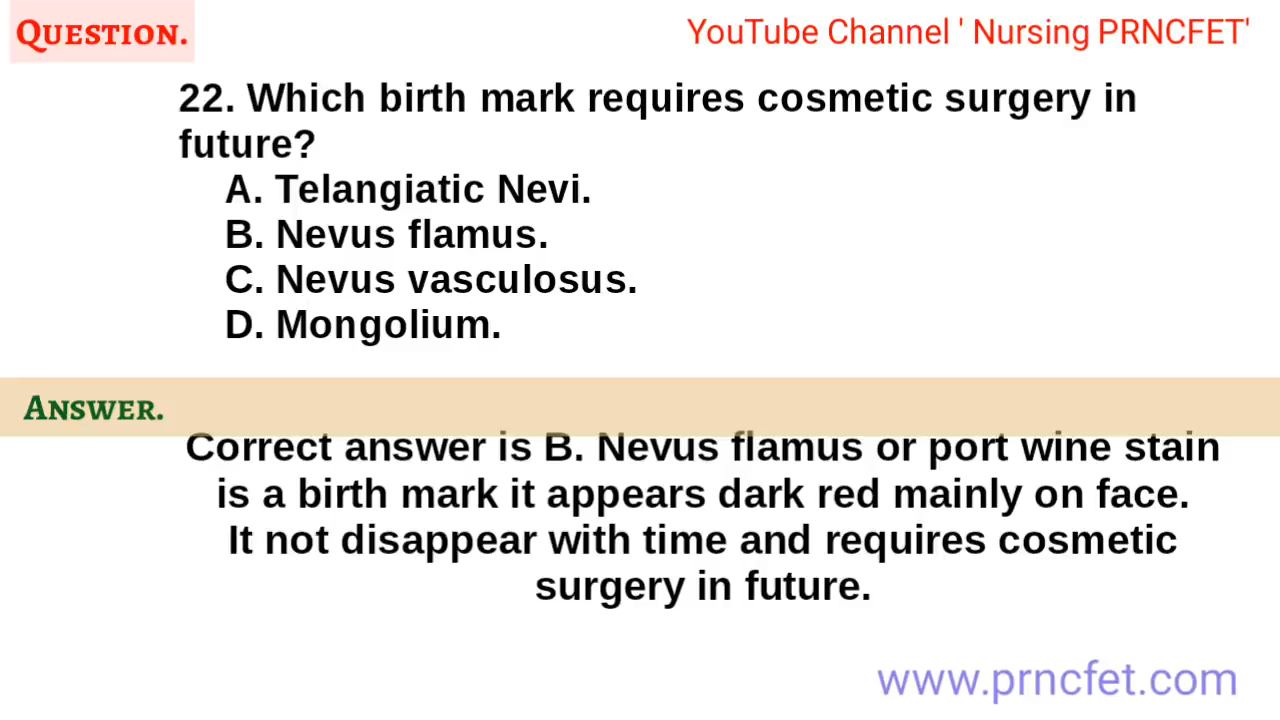 QUESTION.
YouTube Channel ' Nursing PRNCFET'
22. Which birth mark requires cosmetic surgery in
future?
A. Telangiatic Nevi.
B. Nevus flamus.
C. Nevus vasculosus.
D. Mongolium.
ANSWER.
Correct answer is B. Nevus flamus or port wine stain
is a birth mark it appears dark red mainly on face.
It not disappear with time and requires cosmetic
surgery in future.
www.prncfet.com